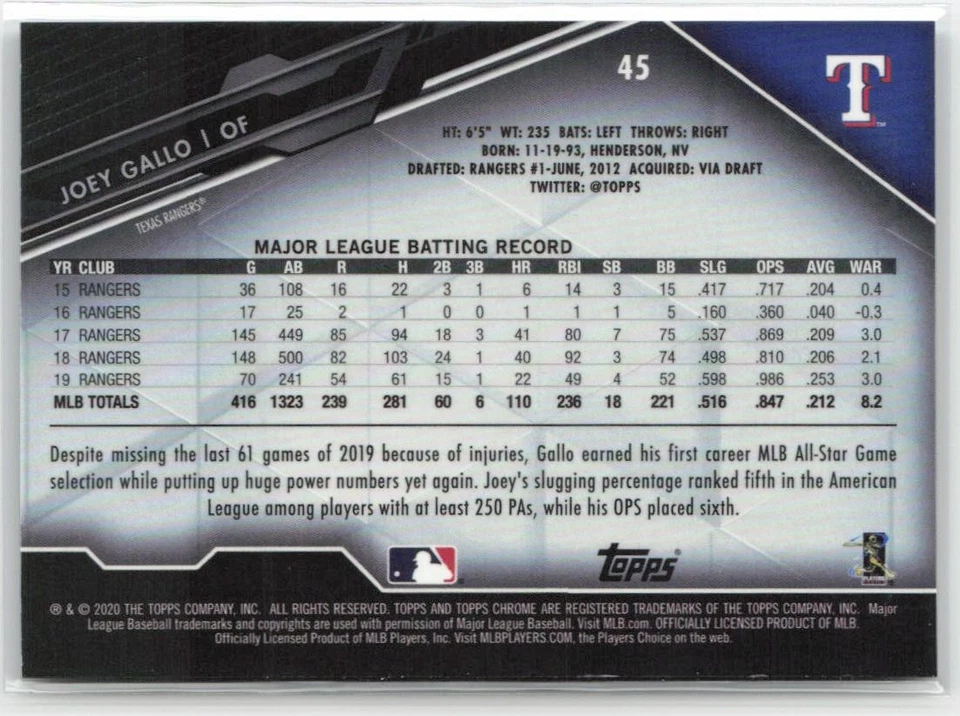 45
T
TM
JOEY GALLO | OF
TEXAS RANGERS®
HT: 6'5" WT: 235 BATS: LEFT THROWS: RIGHT
BORN: 11-19-93, HENDERSON, NV
DRAFTED: RANGERS #1-JUNE, 2012 ACQUIRED: VIA DRAFT
TWITTER: @TOPPS
MAJOR LEAGUE BATTING RECORD
YR CLUB G AB R H 2B 3B HR RBI SB BB SLG OPS AVG WAR
15 RANGERS 36 108 16 22 3 1 6 14 3 15 .417 .717 .204 0.4
16 RANGERS 17 25 2 1 0 0 1 1 1 5 .160 .360 .040 -0.3
17 RANGERS 145 449 85 94 18 3 41 80 7 75 .537 .869 .209 3.0
18 RANGERS 148 500 82 103 24 1 40 92 3 74 .498 .810 .206 2.1
19 RANGERS 70 241 54 61 15 1 22 49 4 52 .598 .986 .253 3.0
MLB TOTALS 416 1323 239 281 60 6 110 236 18 221 .516 .847 .212 8.2
Despite missing the last 61 games of 2019 because of injuries, Gallo earned his first career MLB All-Star Game
selection while putting up huge power numbers yet again. Joey's slugging percentage ranked fifth in the American
League among players with at least 250 PAs, while his OPS placed sixth.
Topps®
® & © 2020 THE TOPPS COMPANY, INC. ALL RIGHTS RESERVED. TOPPS AND TOPPS CHROME ARE REGISTERED TRADEMARKS OF THE TOPPS COMPANY, INC. Major
League Baseball trademarks and copyrights are used with permission of Major League Baseball. Visit MLB.com. OFFICIALLY LICENSED PRODUCT OF MLB.
Officially Licensed Product of MLB Players, Inc. Visit MLBPLAYERS.COM, the Players Choice on the web.